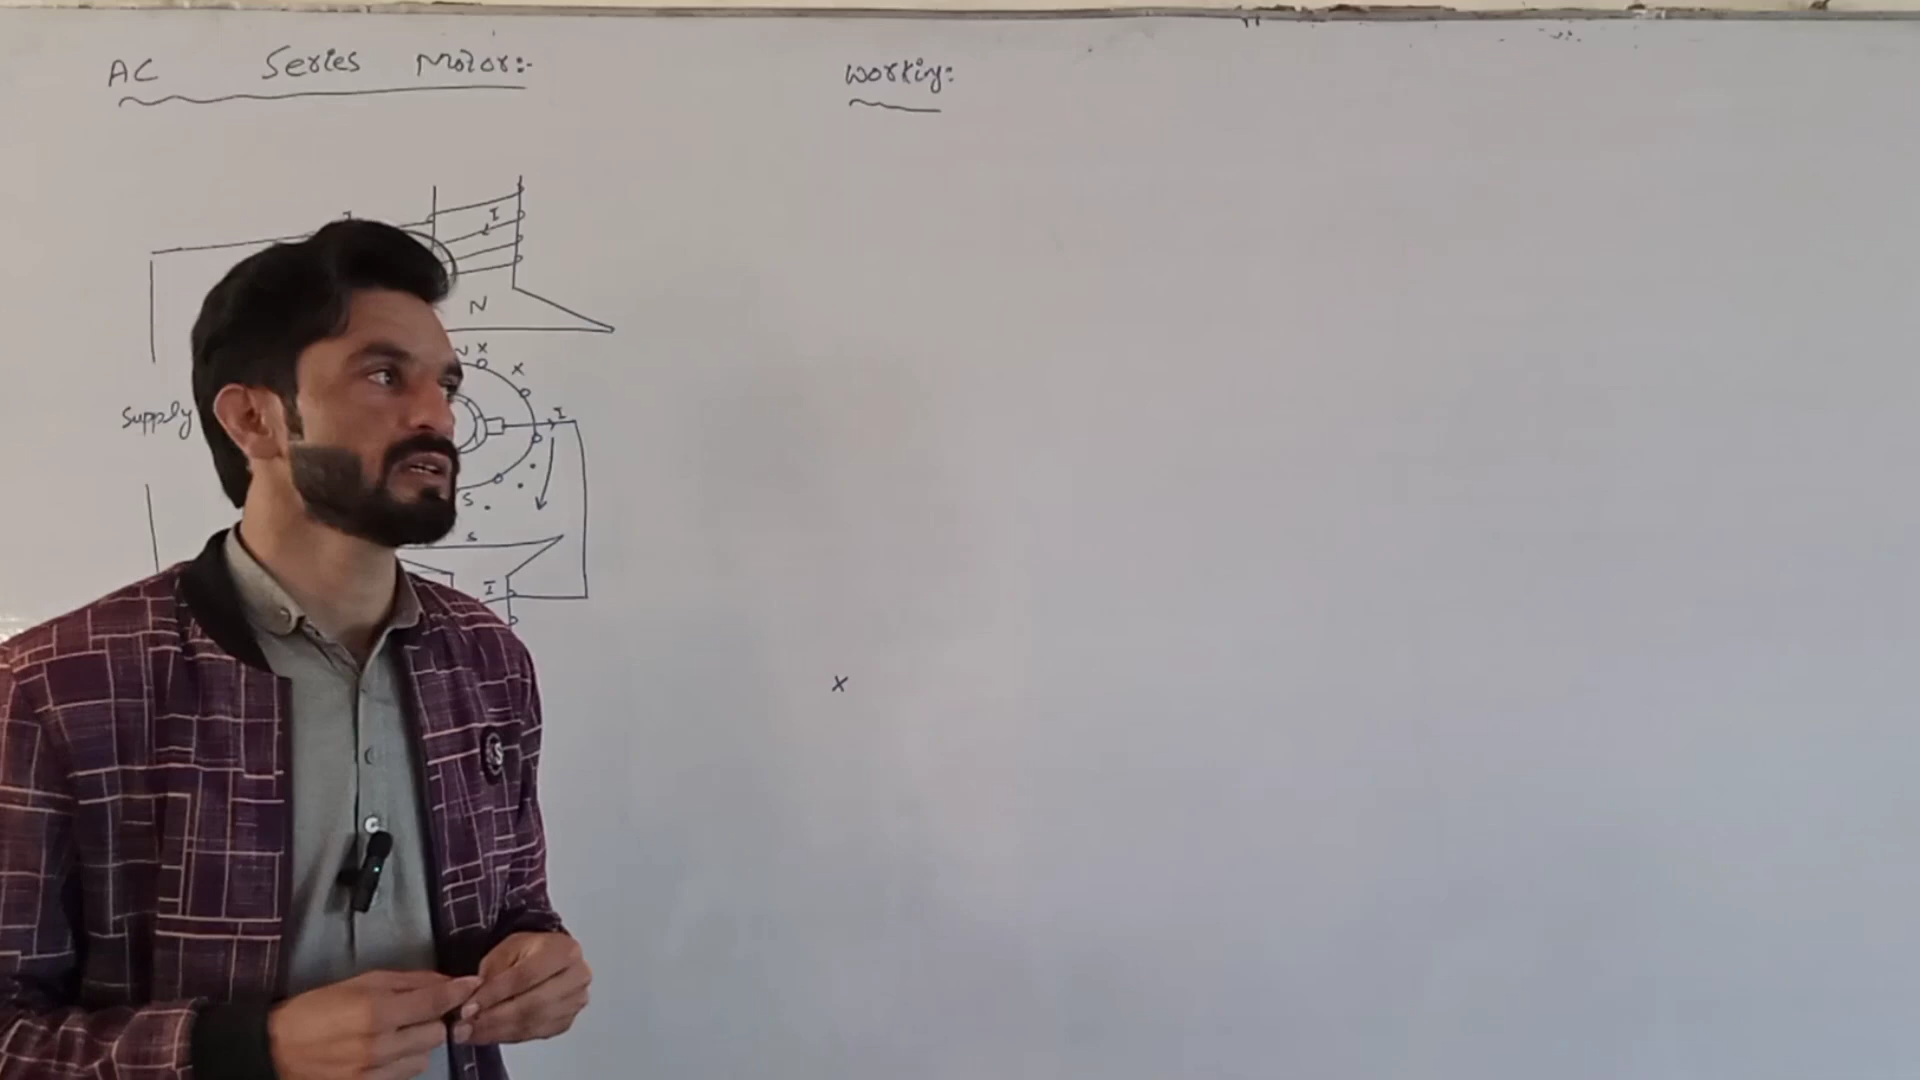 AC Series Motor:-
Working:
I
I
N
N x
x
Supply
I
S
S
I
x